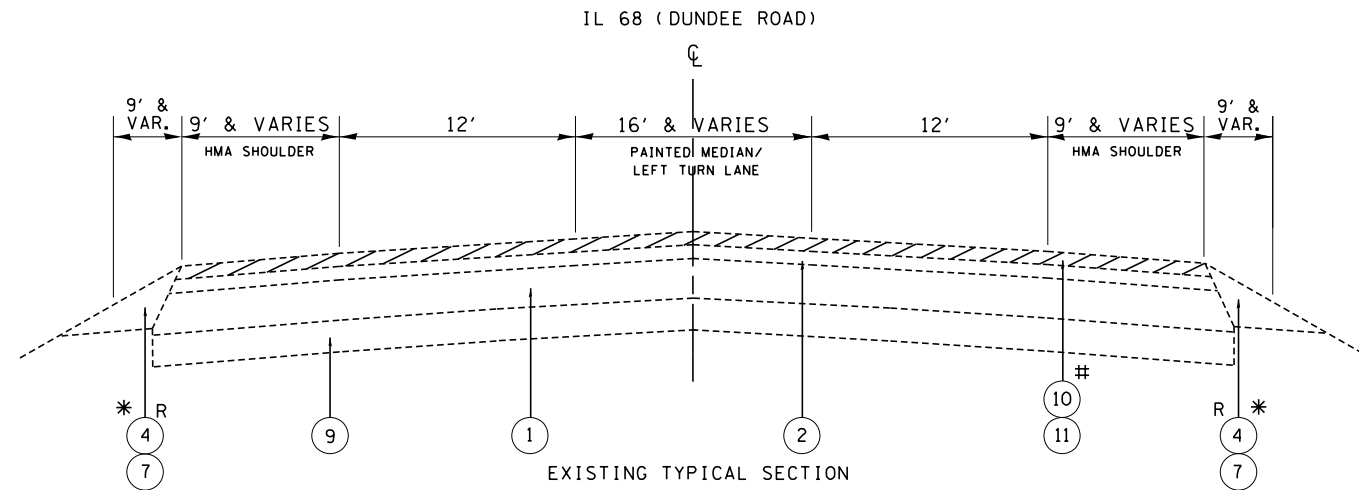 IL 68 (DUNDEE ROAD)
℄
9' & VAR.
9' & VARIES
HMA SHOULDER
12'
16' & VARIES
PAINTED MEDIAN/
LEFT TURN LANE
12'
9' & VARIES
HMA SHOULDER
9' & VAR.
* R
4
7
9
1
2
#
10
11
R *
4
7
EXISTING TYPICAL SECTION